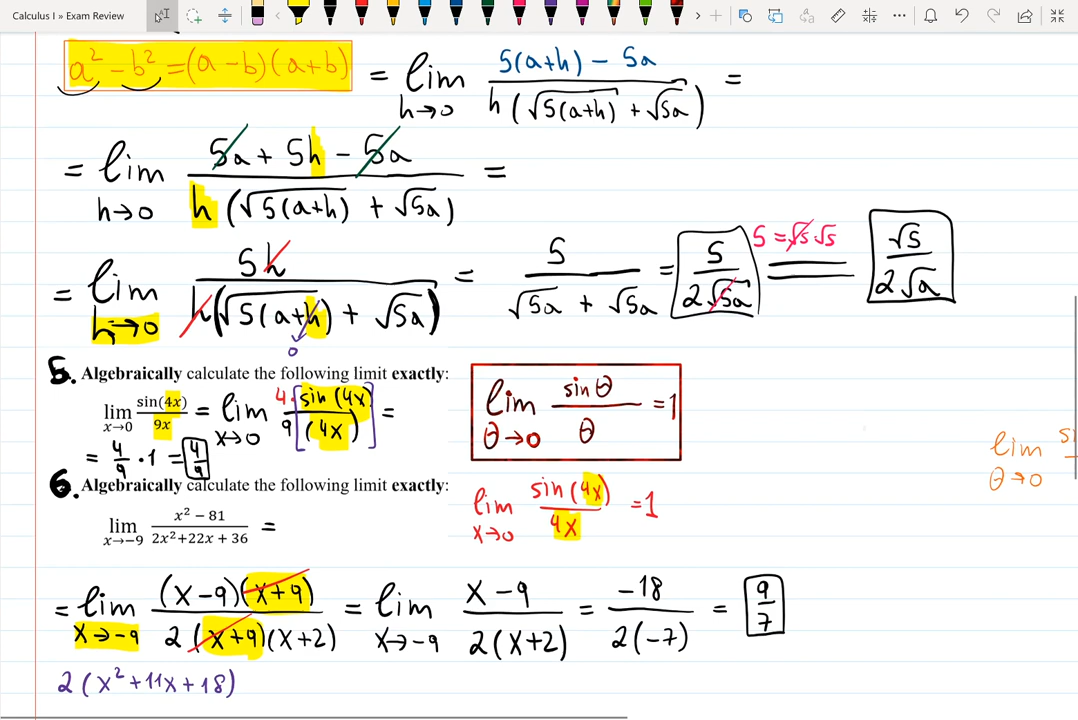 Calculus I » Exam Review
a² - b² = (a - b)(a + b) = lim h→0 5(a+h) - 5a / h(√5(a+h) + √5a) =
= lim h→0 5a + 5h - 5a / h(√5(a+h) + √5a) =
= lim h→0 5h / h(√5(a+h) + √5a) = 5 / √5a + √5a = 5 / 2√5a 5 = √5 √5 = √5 / 2√a
0
5. Algebraically calculate the following limit exactly:
lim x→0 sin(4x) / 9x = lim x→0 4·sin(4x) / 9(4x) =
= 4/9 · 1 = 4/9
lim θ→0 sinθ / θ = 1
lim θ→0
6. Algebraically calculate the following limit exactly:
lim x→0 sin(4x) / 4x = 1
lim x→-9 x² - 81 / 2x² + 22x + 36 =
= lim x→-9 (x-9)(x+9) / 2(x+9)(x+2) = lim x→-9 x-9 / 2(x+2) = -18 / 2(-7) = 9/7
2(x² + 11x + 18)